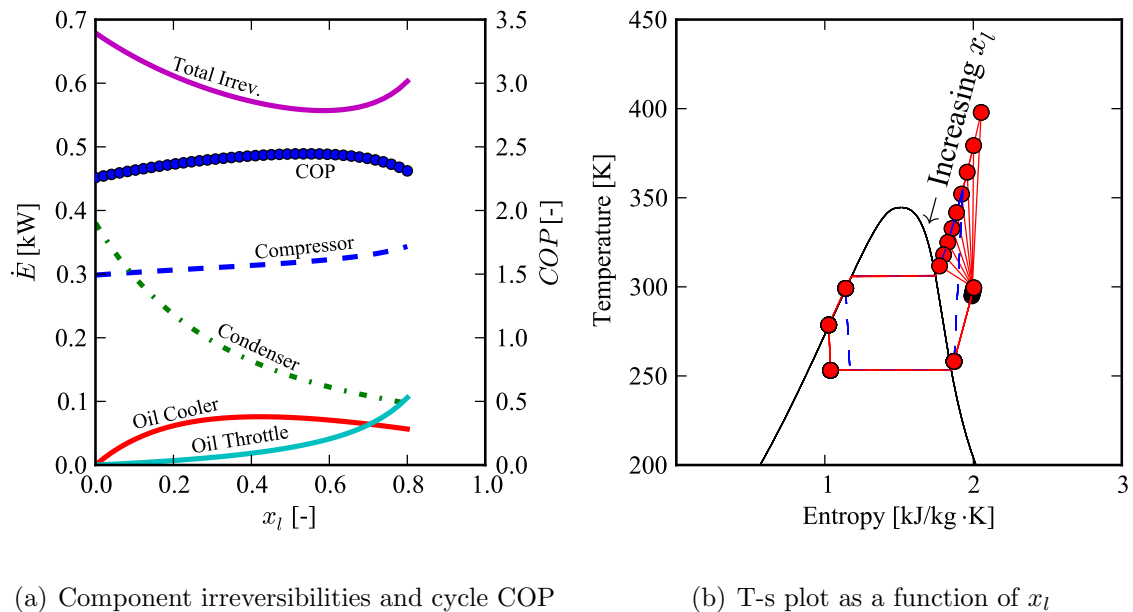 0.7
0.6
0.5
0.4
0.3
0.2
0.1
0.0
Ė [kW]
0.0
0.2
0.4
0.6
0.8
1.0
x_l [-]
3.5
3.0
2.5
2.0
1.5
1.0
0.5
0.0
COP [-]
Total Irrev.
COP
Compressor
Condenser
Oil Cooler
Oil Throttle
450
400
350
300
250
200
Temperature [K]
1
2
3
Entropy [kJ/kg ·K]
← Increasing x_l
(a) Component irreversibilities and cycle COP
(b) T-s plot as a function of x_l